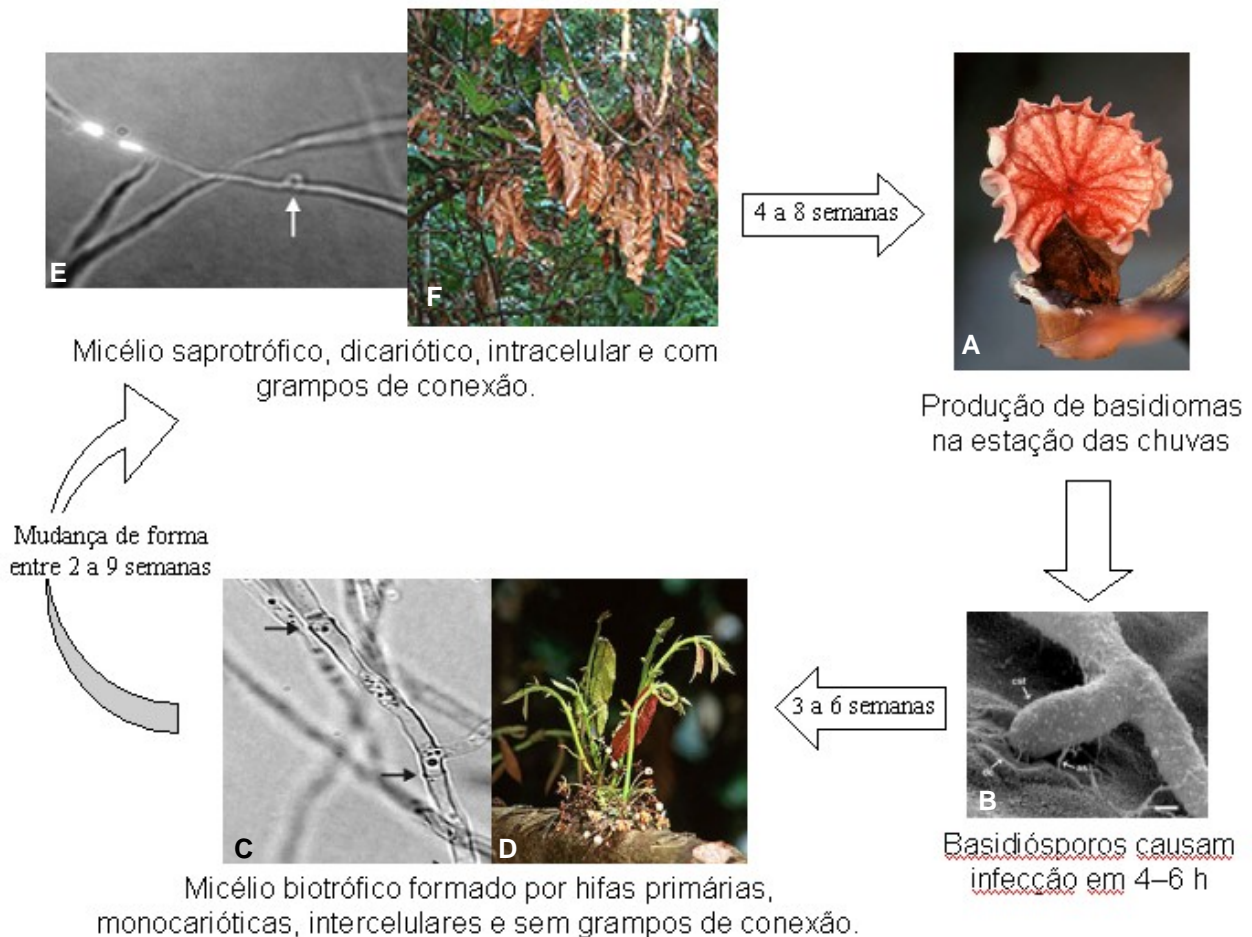 E
F
Micélio saprotrófico, dicariótico, intracelular e com
grampos de conexão.
4 a 8 semanas
A
Produção de basidiomas
na estação das chuvas
B
Basidiósporos causam
infecção em 4–6 h
3 a 6 semanas
C
D
Micélio biotrófico formado por hifas primárias,
monocarióticas, intercelulares e sem grampos de conexão.
Mudança de forma
entre 2 a 9 semanas